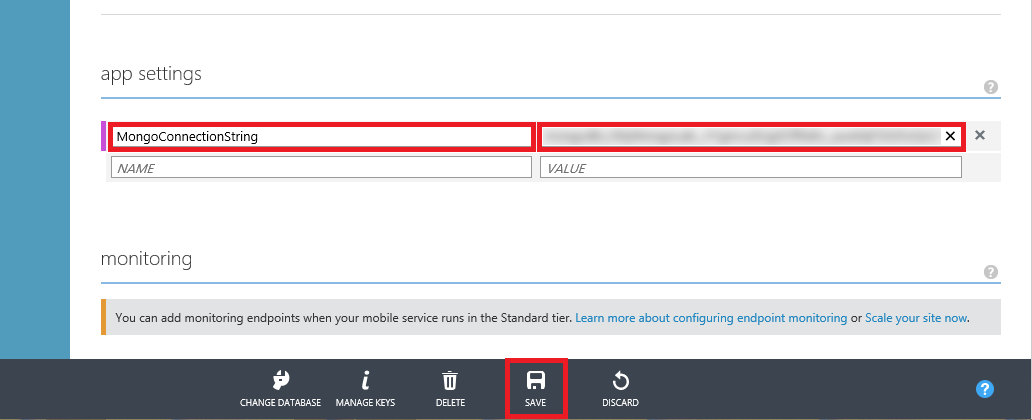 app settings
?
MongoConnectionString
NAME VALUE
monitoring
?
You can add monitoring endpoints when your mobile service runs in the Standard tier. Learn more about configuring endpoint monitoring or Scale your site now.
CHANGE DATABASE MANAGE KEYS DELETE SAVE DISCARD ?